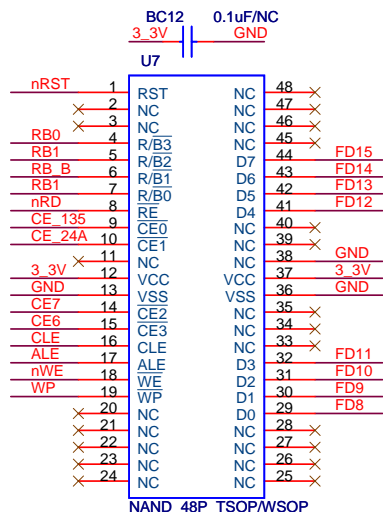 BC12 0.1uF/NC
3_3V GND
U7
nRST 1 RST NC 48
2 NC NC 47
3 NC NC 46
RB0 4 R/B3 NC 45
RB1 5 R/B2 D7 44 FD15
RB_B 6 R/B1 D6 43 FD14
RB1 7 R/B0 D5 42 FD13
nRD 8 RE D4 41 FD12
CE_135 9 CE0 NC 40
CE_24A 10 CE1 NC 39
11 NC NC 38 GND
3_3V 12 VCC VCC 37 3_3V
GND 13 VSS VSS 36 GND
CE7 14 CE2 NC 35
CE6 15 CE3 NC 34
CLE 16 CLE NC 33
ALE 17 ALE D3 32 FD11
nWE 18 WE D2 31 FD10
WP 19 WP D1 30 FD9
20 NC D0 29 FD8
21 NC NC 28
22 NC NC 27
23 NC NC 26
24 NC NC 25
NAND_48P_TSOP/WSOP